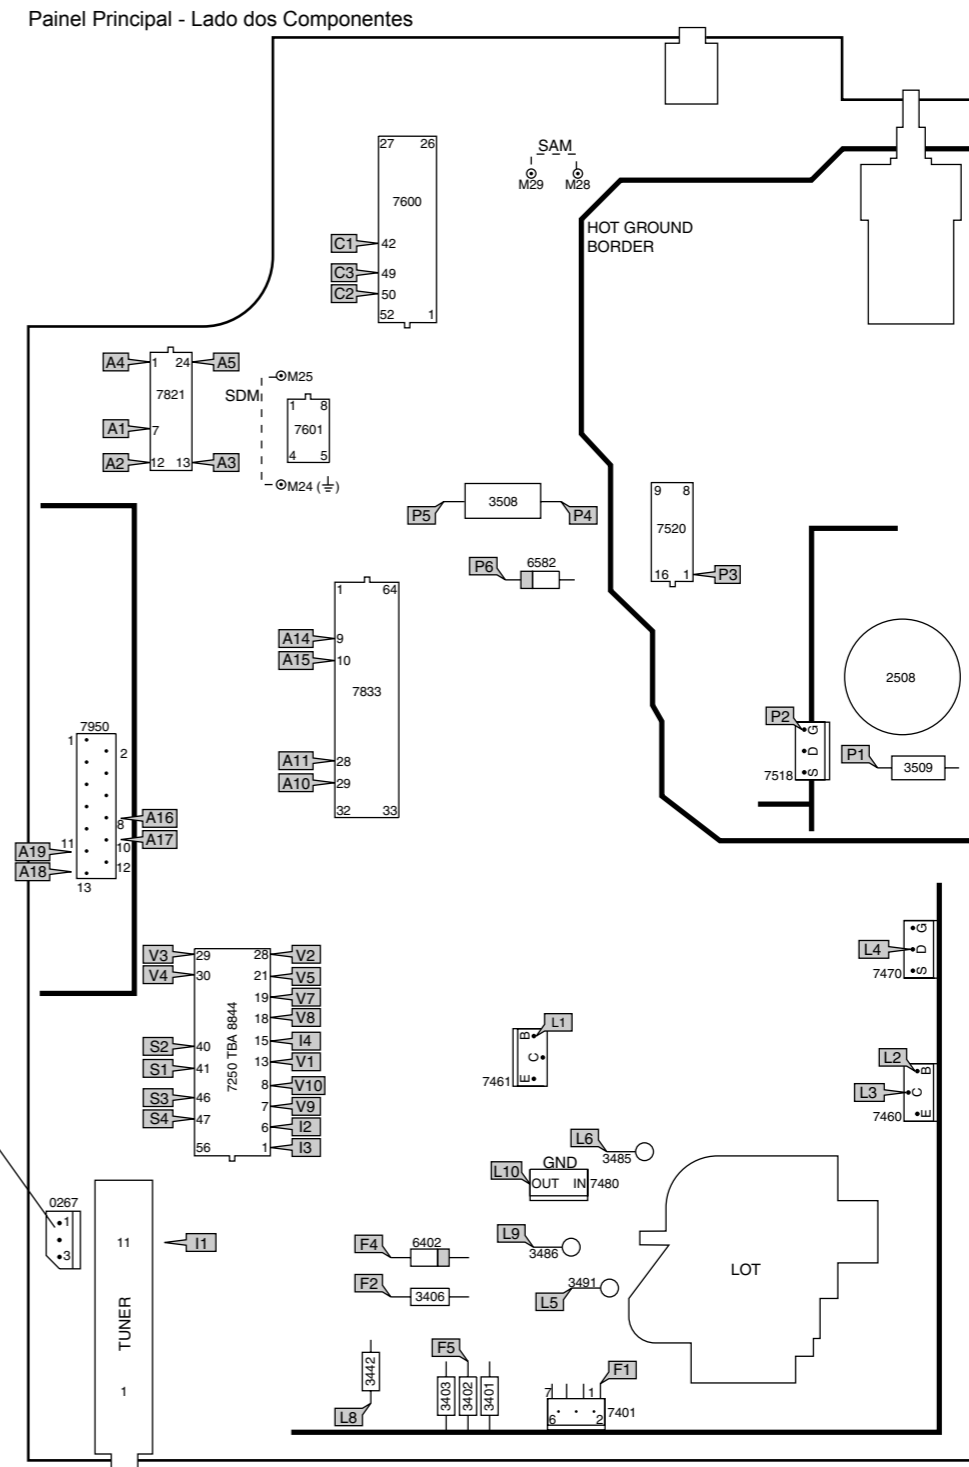 Painel Principal - Lado dos Componentes
27 26
7600
C1 42
C3 49
C2 50
52 1
SAM
M29 M28
HOT GROUND
BORDER
A4 1 24 A5
7821
A1 7
A2 12 13 A3
SDM
M25
1 8
7601
4 5
M24 ( )
P5 3508 P4
P6 6582
9 8
7520
16 1 P3
1 64
A14 9
A15 10
7833
A11 28
A10 29
32 33
2508
P2 G
D
7518 S
P1 3509
7950
1 2
8 A16
10 A17
A19 11
A18 12
13
V3 29 28 V2
V4 30 21 V5
19 V7
18 V8
7250 TBA 8844
S2 40 15 I4
S1 41 13 V1
8 V10
S3 46 7 V9
S4 47 6 I2
56 1 I3
G
L4 D
7470 S
L1 B
C
7461 E
L2 B
L3 C
7460 E
L6 3485
GND
L10 OUT IN 7480
L9 3486
L5 3491
LOT
0267
1
3
11 I1
TUNER
1
F4 6402
F2 3406
3442
L8
F5
3403 3402 3401
F1
7 1
6 2 7401